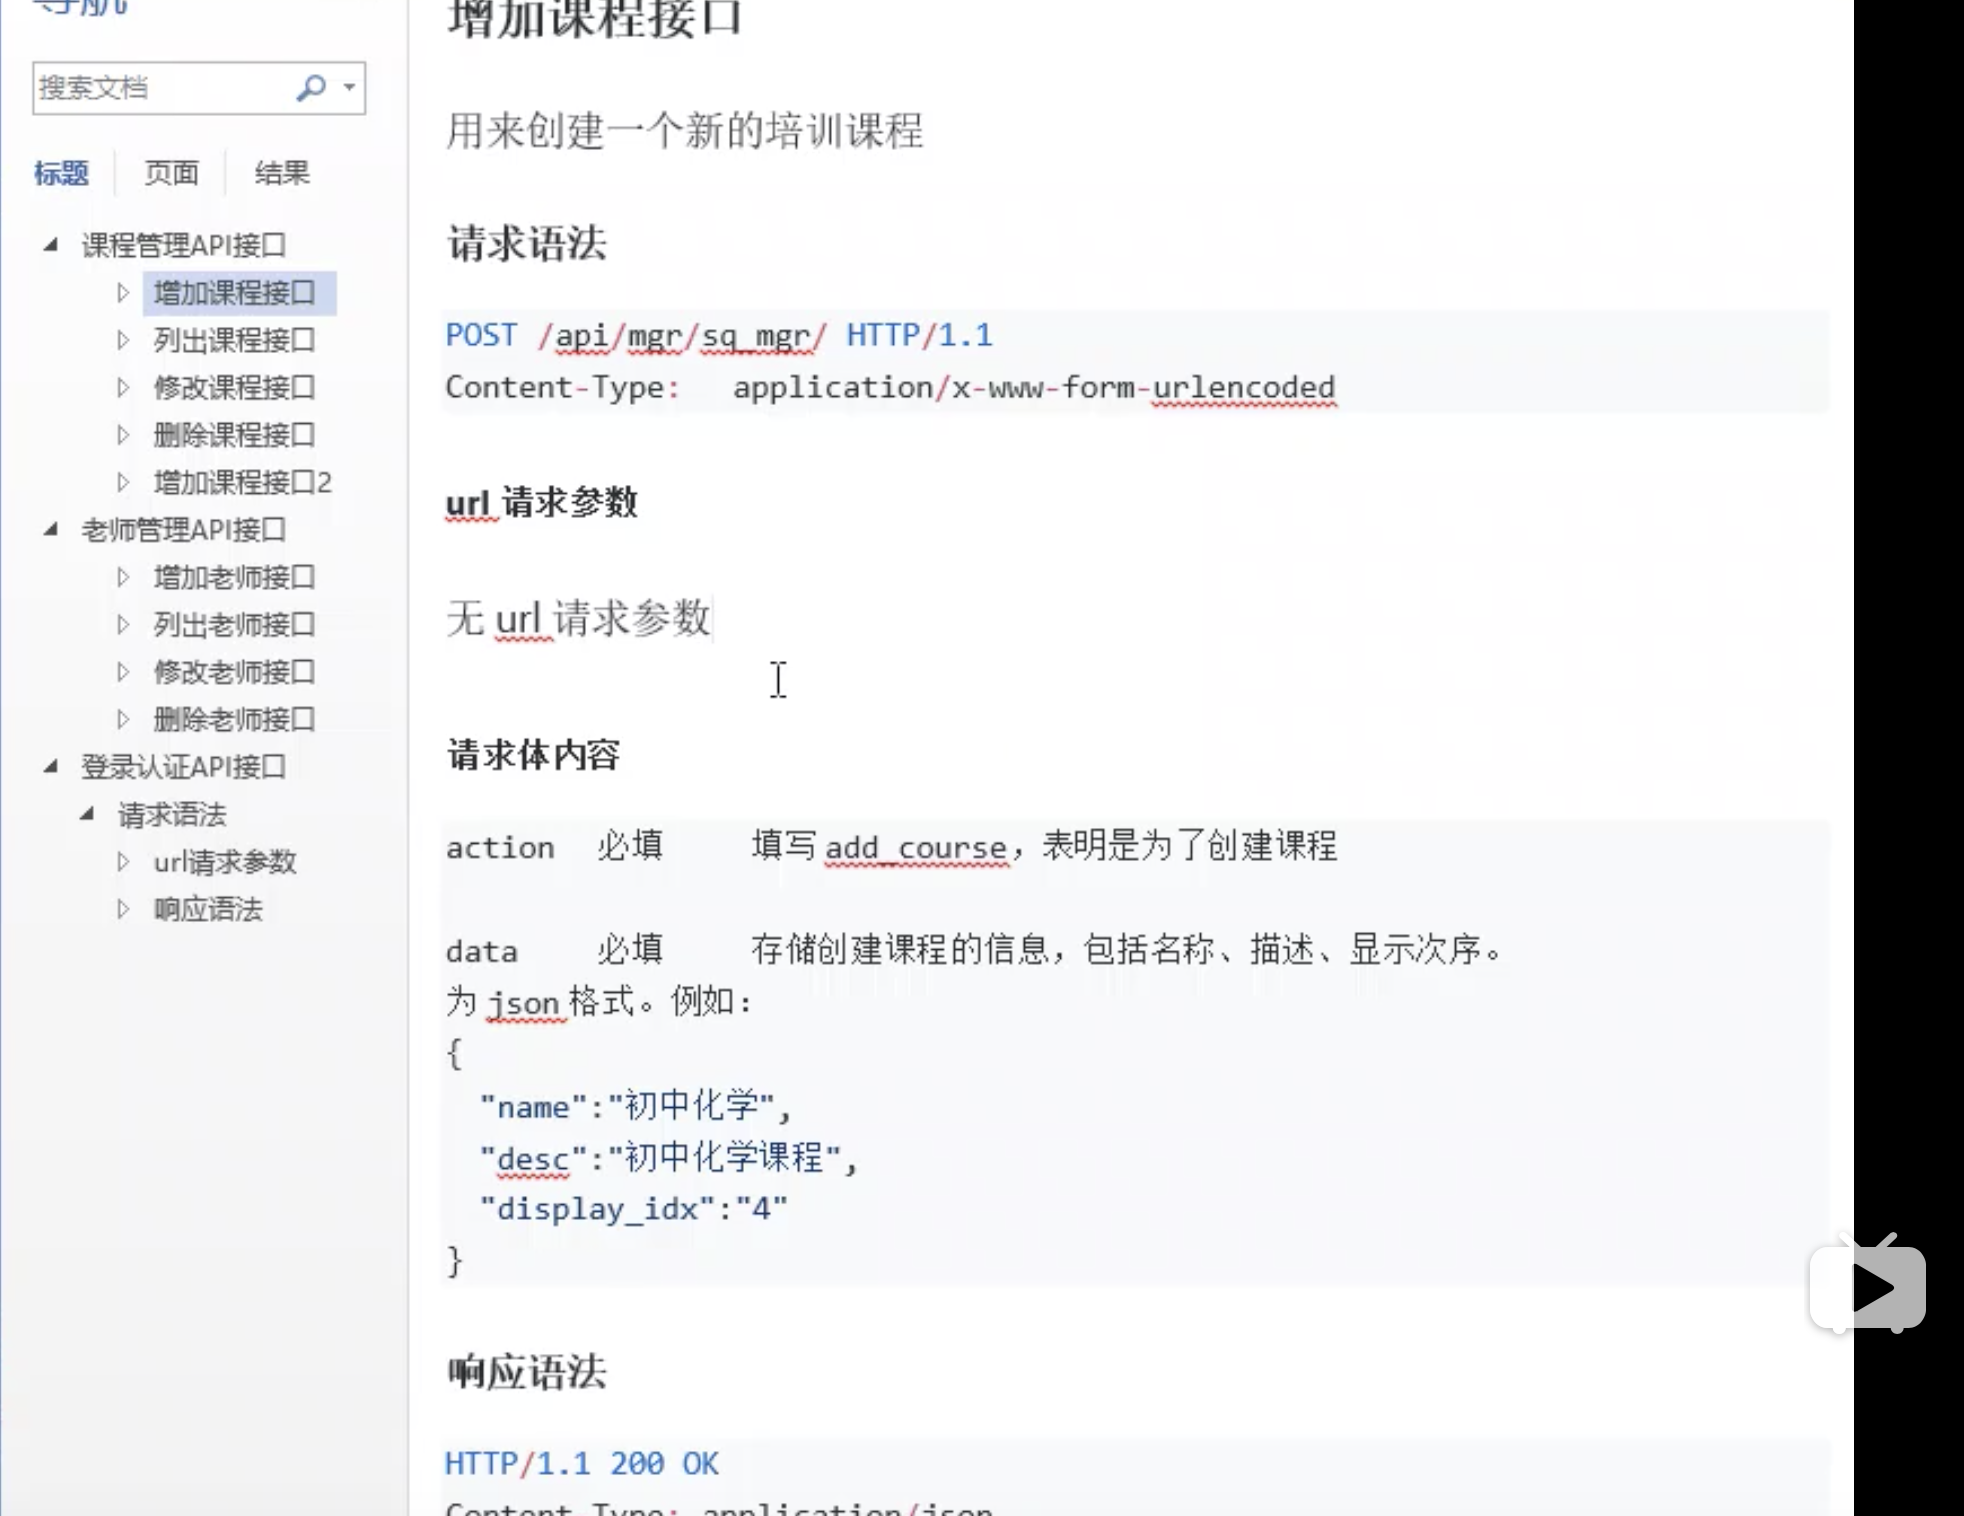 导航
搜索文档
标题 页面 结果
课程管理API接口
增加课程接口
列出课程接口
修改课程接口
删除课程接口
增加课程接口2
老师管理API接口
增加老师接口
列出老师接口
修改老师接口
删除老师接口
登录认证API接口
请求语法
url请求参数
响应语法
增加课程接口
用来创建一个新的培训课程
请求语法
POST /api/mgr/sq_mgr/ HTTP/1.1
Content-Type: application/x-www-form-urlencoded
url 请求参数
无 url 请求参数
请求体内容
action 必填 填写 add_course，表明是为了创建课程
data 必填 存储创建课程的信息，包括名称、描述、显示次序。
为 json 格式。例如：
{
"name":"初中化学",
"desc":"初中化学课程",
"display_idx":"4"
}
响应语法
HTTP/1.1 200 OK
Content-Type: application/json